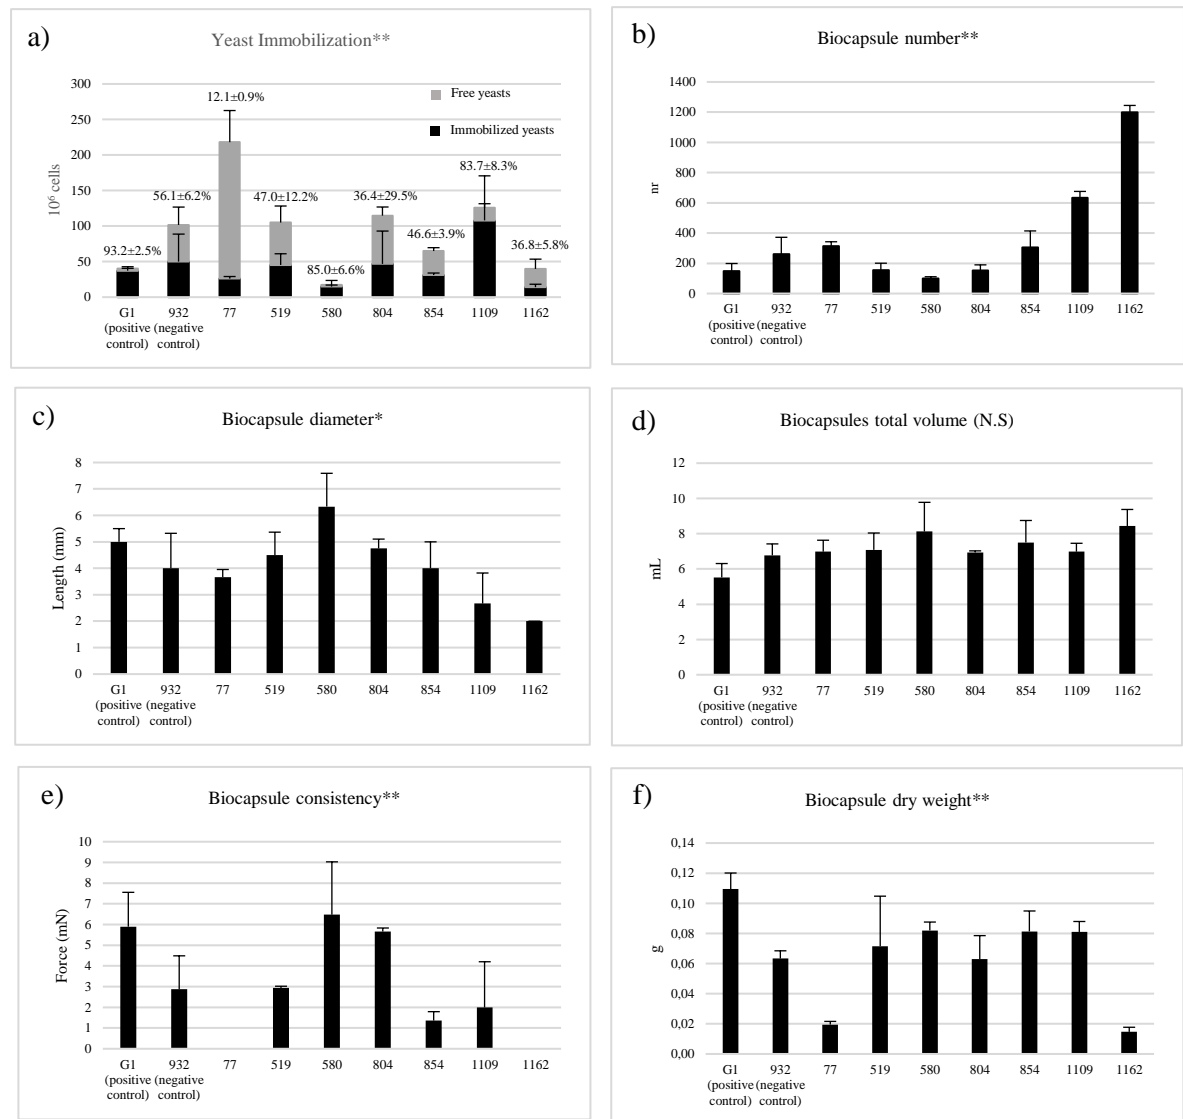 a)
Yeast Immobilization**
300
250
200
150
100
50
0
10⁶ cells
Free yeasts
Immobilized yeasts
93.2±2.5%
56.1±6.2%
12.1±0.9%
47.0±12.2%
85.0±6.6%
36.4±29.5%
46.6±3.9%
83.7±8.3%
36.8±5.8%
G1 932 77 519 580 804 854 1109 1162
(positive (negative
control) control)
b)
Biocapsule number**
1400
1200
1000
800
600
400
200
0
nr
G1 932 77 519 580 804 854 1109 1162
(positive (negative
control) control)
c)
Biocapsule diameter*
8
7
6
5
4
3
2
1
0
Length (mm)
G1 932 77 519 580 804 854 1109 1162
(positive (negative
control) control)
d)
Biocapsules total volume (N.S)
12
10
8
6
4
2
0
mL
G1 932 77 519 580 804 854 1109 1162
(positive (negative
control) control)
e)
Biocapsule consistency**
10
9
8
7
6
5
4
3
2
1
0
Force (mN)
G1 932 77 519 580 804 854 1109 1162
(positive (negative
control) control)
f)
Biocapsule dry weight**
0,14
0,12
0,10
0,08
0,06
0,04
0,02
0,00
g
G1 932 77 519 580 804 854 1109 1162
(positive (negative
control) control)